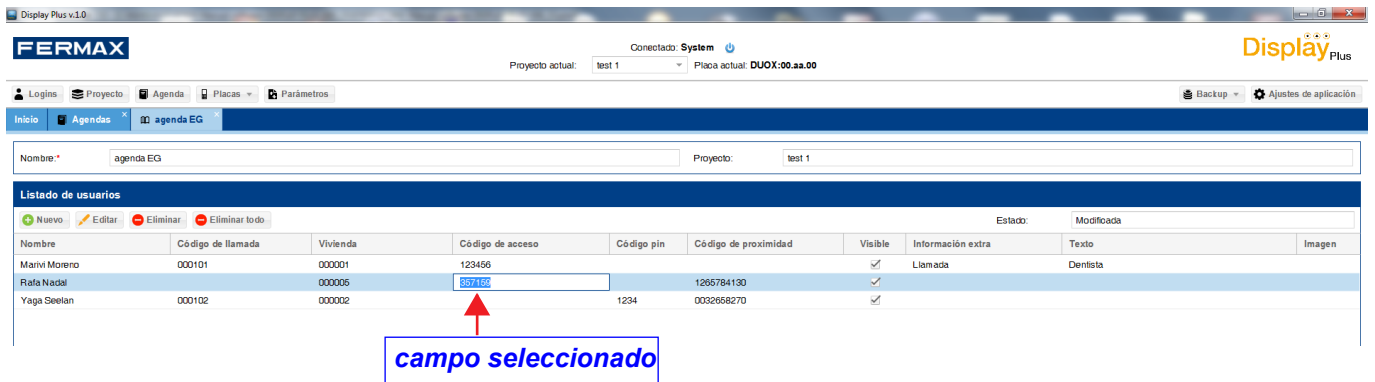 Display Plus v.1.0
FERMAX
Conectado: System
Display Plus
Proyecto actual: test 1 Placa actual: DUOX:00.aa.00
Logins Proyecto Agenda Placas Parámetros Backup Ajustes de aplicación
Inicio Agendas agenda EG
Nombre:* agenda EG Proyecto: test 1
Listado de usuarios
Nuevo Editar Eliminar Eliminar todo Estado: Modificada
Nombre Código de llamada Vivienda Código de acceso Código pin Código de proximidad Visible Información extra Texto Imagen
Marivi Moreno 000101 000001 123456 Llamada Dentista
Rafa Nadal 000005 357159 1265784130
Yaga Seelan 000102 000002 1234 0032658270
campo seleccionado